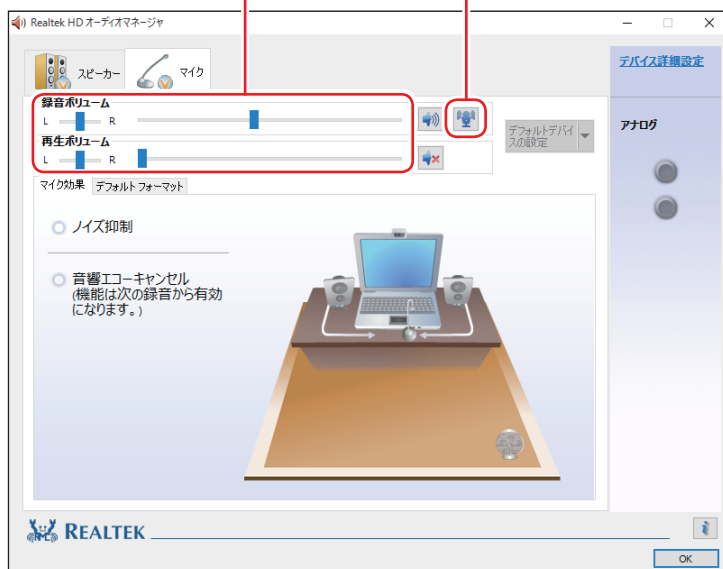 Realtek HD オーディオマネージャ
スピーカー
マイク
デバイス詳細設定
録音ボリューム
L R
再生ボリューム
L R
デフォルトデバイ
スの設定
アナログ
マイク効果 デフォルトフォーマット
ノイズ抑制
音響エコーキャンセル
(機能は次の録音から有効
になります。)
REALTEK
i
OK